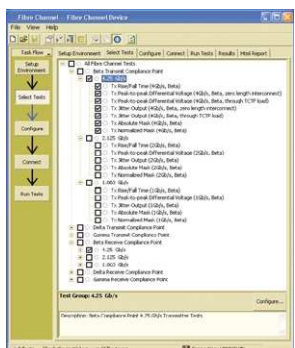 Fibre Channel - Fibre Channel Device
File View Help
Task Flow
Setup Environment Select Tests Configure Connect Run Tests Results Html Report
Setup Environment
Select Tests
Configure
Connect
Run Tests
All Fibre Channel Tests
Beta Transmit Compliance Point
4.25 Gb/s
Tx Rise/Fall Time (4Gb/s, Beta)
Tx Peak-to-peak Differential Voltage (4Gb/s, Beta, zero length-interconnect)
Tx Peak-to-peak Differential Voltage (4Gb/s, Beta, through TCTF load)
Tx Jitter Output (4Gb/s, Beta, zero length-interconnect)
Tx Jitter Output (4Gb/s, Beta, through TCTF load)
Tx Absolute Mask (4Gb/s, Beta)
Tx Normalized Mask (4Gb/s, Beta)
2.125 Gb/s
Tx Rise/Fall Time (2Gb/s, Beta)
Tx Peak-to-peak Differential Voltage (2Gb/s, Beta)
Tx Jitter Output (2Gb/s, Beta)
Tx Absolute Mask (2Gb/s, Beta)
Tx Normalized Mask (2Gb/s, Beta)
1.063 Gb/s
Tx Rise/Fall Time (1Gb/s, Beta)
Tx Peak-to-peak Differential Voltage (1Gb/s, Beta)
Tx Jitter Output (1Gb/s, Beta)
Tx Absolute Mask (1Gb/s, Beta)
Tx Normalized Mask (1Gb/s, Beta)
Delta Transmit Compliance Point
Gamma Transmit Compliance Point
Beta Receive Compliance Point
4.25 Gb/s
2.125 Gb/s
1.063 Gb/s
Delta Receive Compliance Point
Gamma Receive Compliance Point
Test Group: 4.25 Gb/s
Configure...
Description: Beta Compliance Point 4.25 Gb/s Transmitter Tests